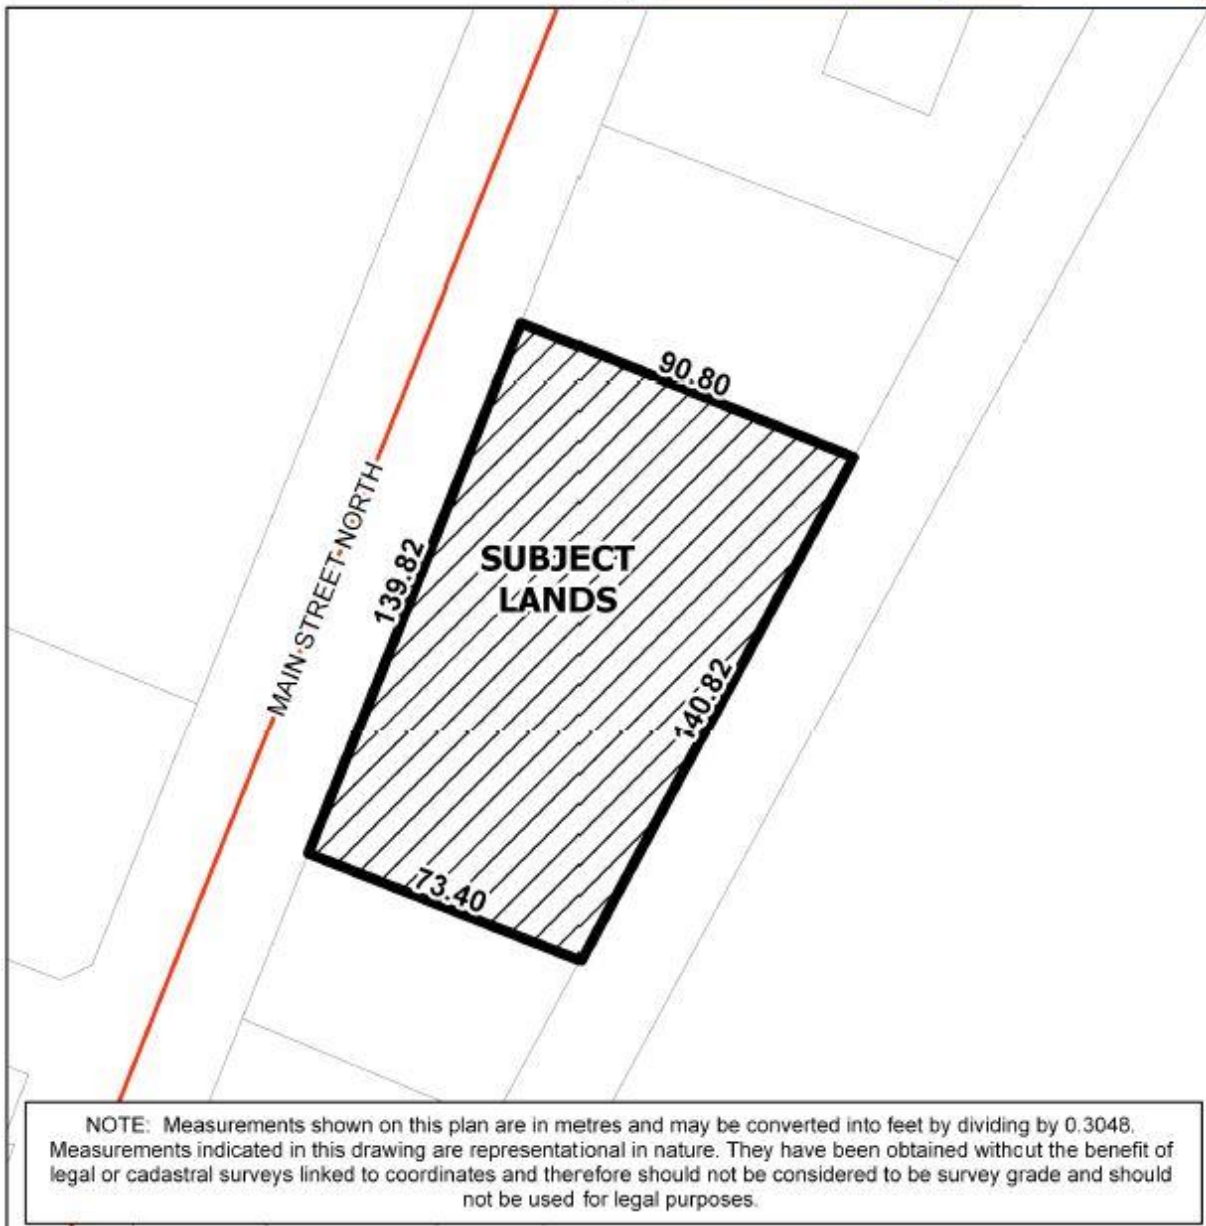 90.80
MAIN STREET NORTH
139.82
SUBJECT
LANDS
140.82
73.40
NOTE: Measurements shown on this plan are in metres and may be converted into feet by dividing by 0.3048.
Measurements indicated in this drawing are representational in nature. They have been obtained without the benefit of
legal or cadastral surveys linked to coordinates and therefore should not be considered to be survey grade and should
not be used for legal purposes.